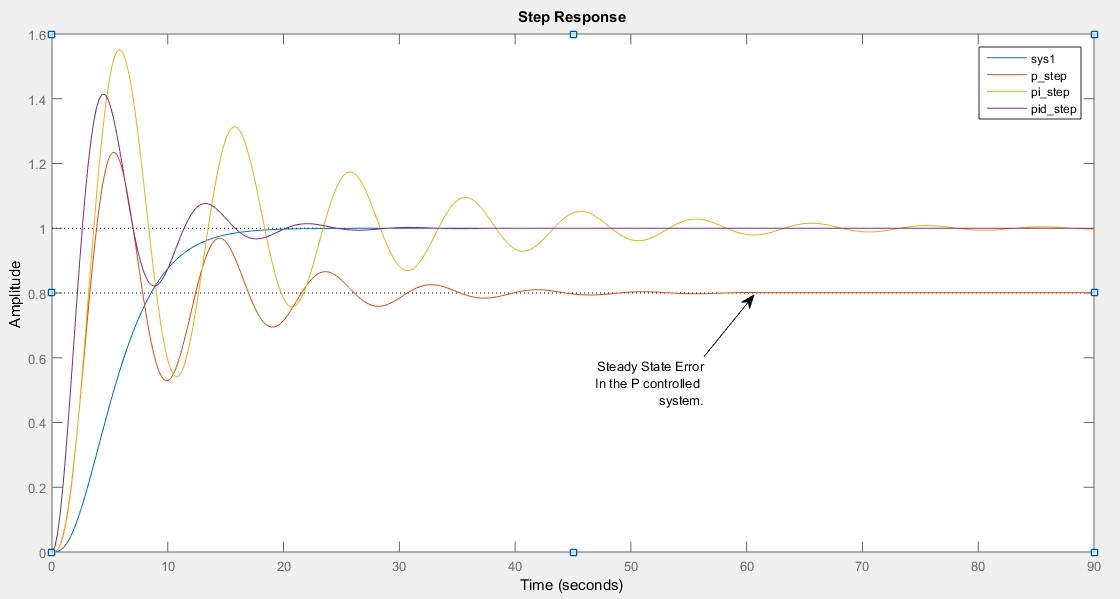 Step Response
1.6
1.4
1.2
1
0.8
0.6
0.4
0.2
0
Amplitude
sys1
p_step
pi_step
pid_step
Steady State Error
In the P controlled
system.
0 10 20 30 40 50 60 70 80 90
Time (seconds)